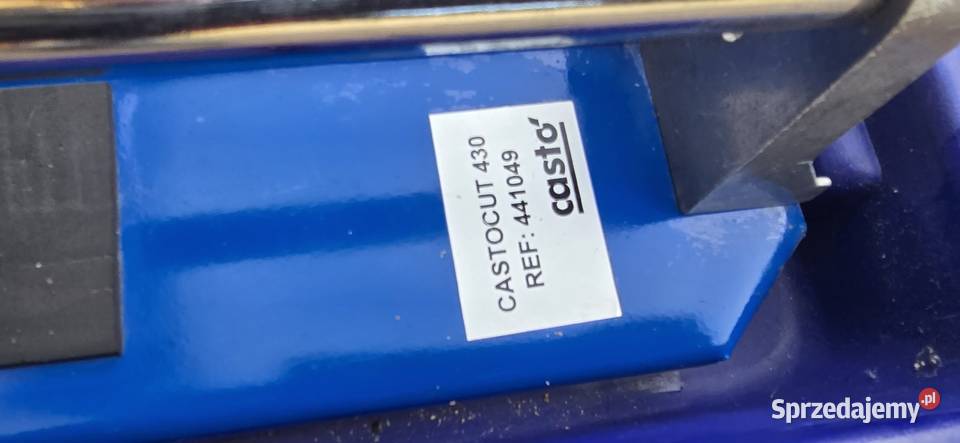 CASTOCUT 430
REF: 441049
casto
Sprzedajemy.pl